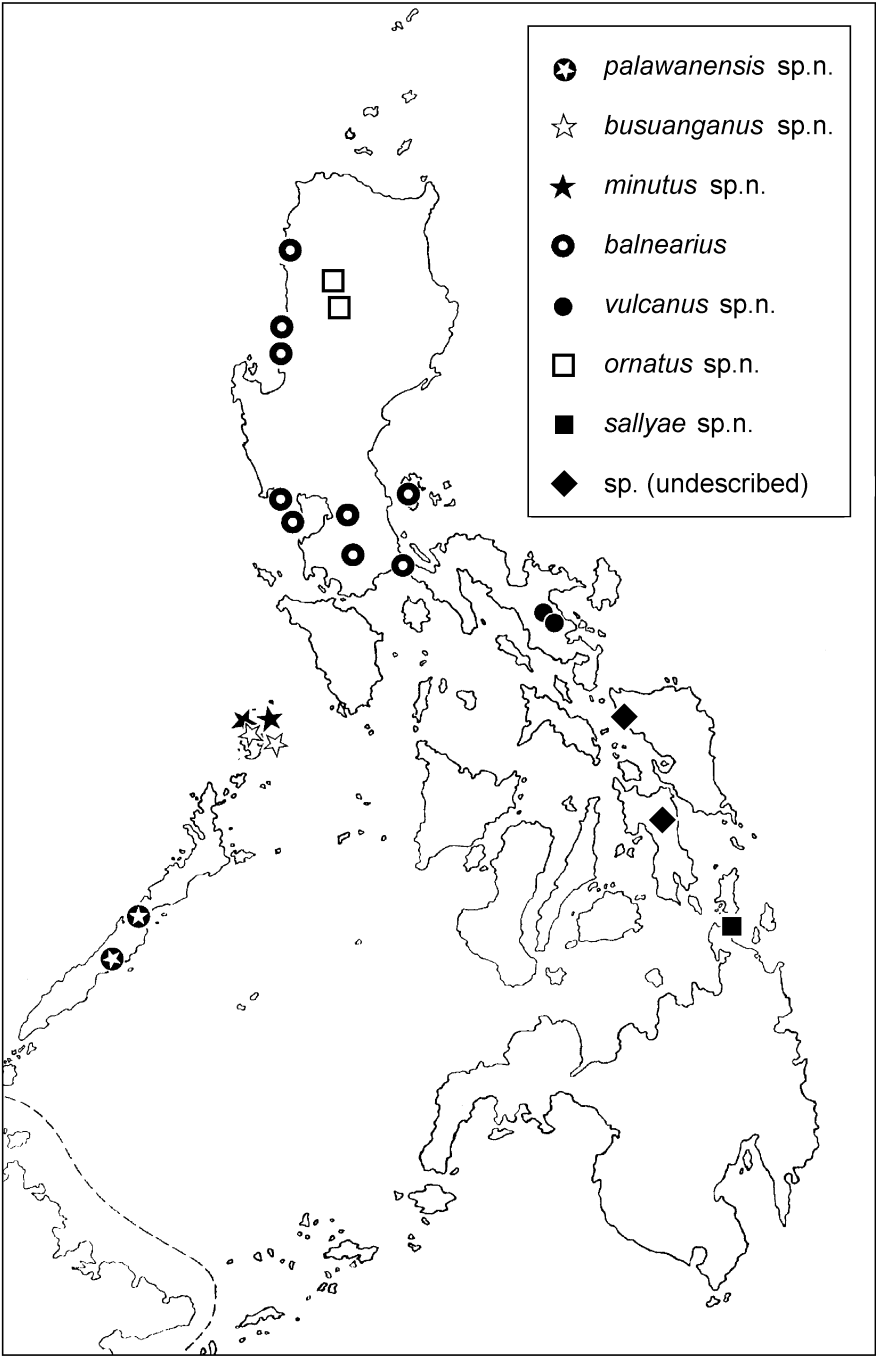 palawanensis sp.n.
busuanganus sp.n.
minutus sp.n.
balnearius
vulcanus sp.n.
ornatus sp.n.
sallyae sp.n.
sp. (undescribed)